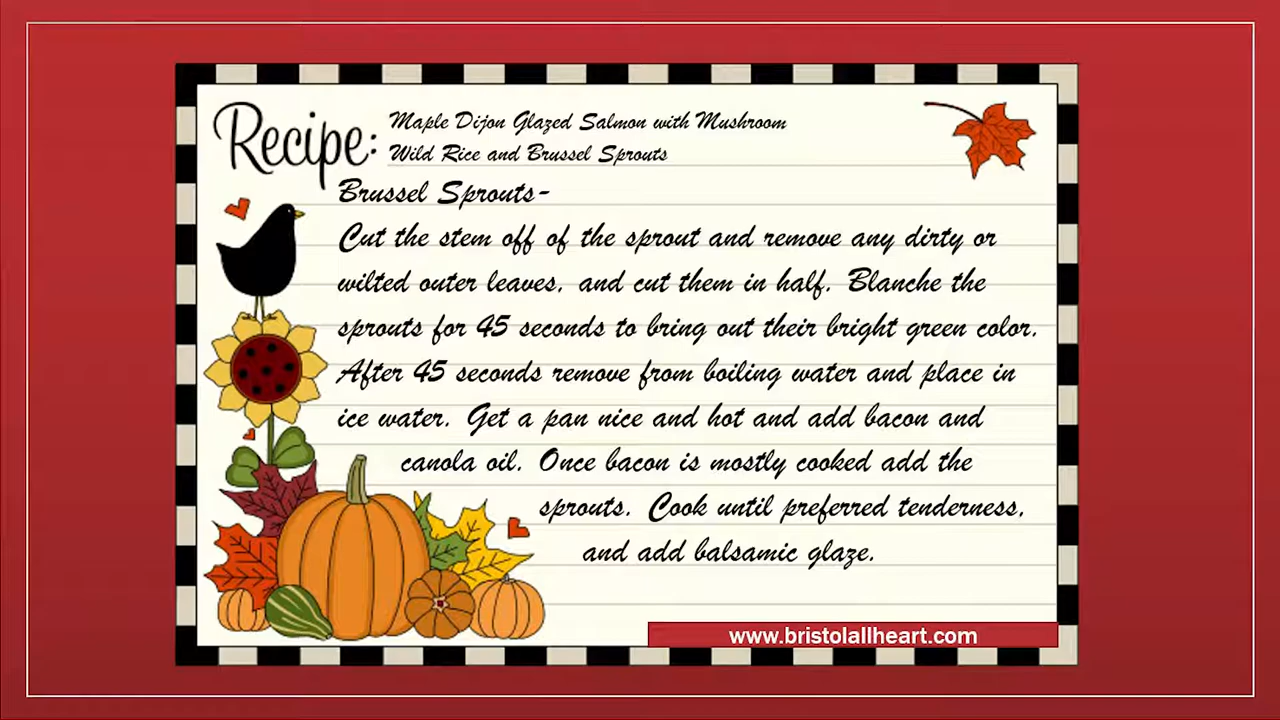 Recipe: Maple Dijon Glazed Salmon with Mushroom
Wild Rice and Brussel Sprouts
Brussel Sprouts-
Cut the stem off of the sprout and remove any dirty or
wilted outer leaves, and cut them in half. Blanche the
sprouts for 45 seconds to bring out their bright green color.
After 45 seconds remove from boiling water and place in
ice water. Get a pan nice and hot and add bacon and
canola oil. Once bacon is mostly cooked add the
sprouts. Cook until preferred tenderness,
and add balsamic glaze.
www.bristolallheart.com